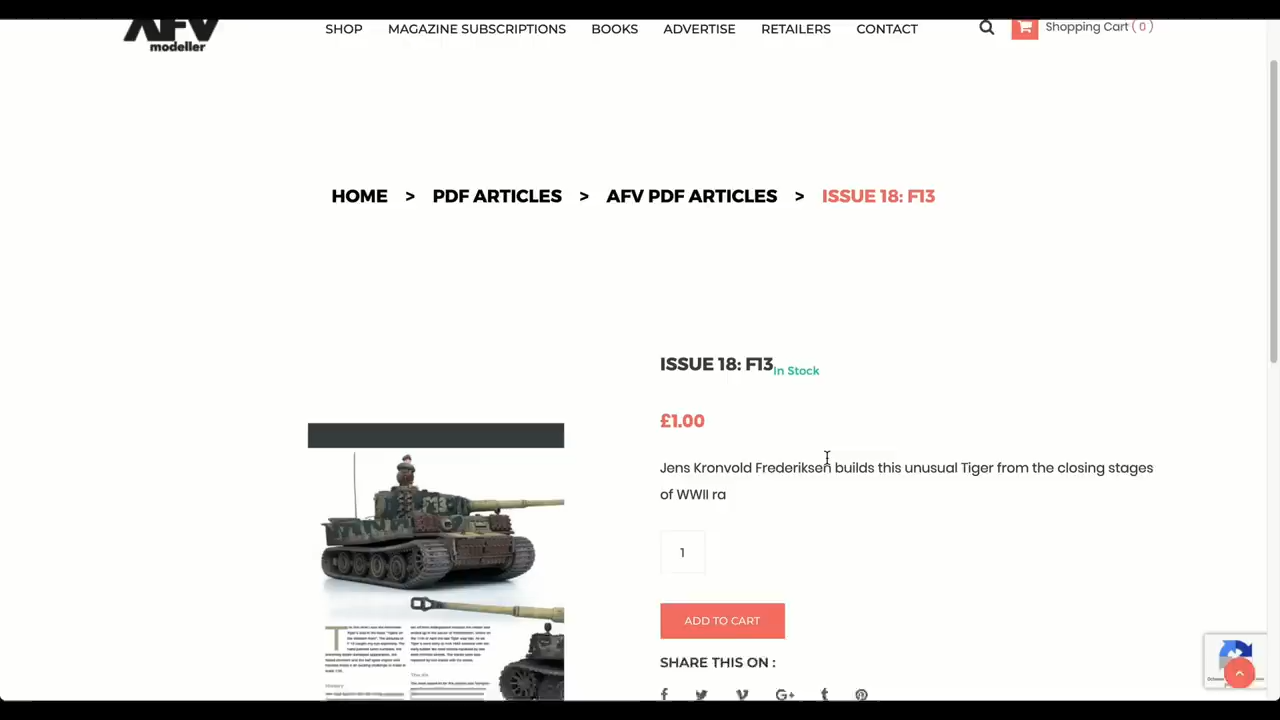 AFV
modeller
SHOP MAGAZINE SUBSCRIPTIONS BOOKS ADVERTISE RETAILERS CONTACT
Shopping Cart ( 0 )
HOME > PDF ARTICLES > AFV PDF ARTICLES > ISSUE 18: F13
ISSUE 18: F13 In Stock
£1.00
Jens Kronvold Frederiksen builds this unusual Tiger from the closing stages
of WWII ra
1
ADD TO CART
SHARE THIS ON :